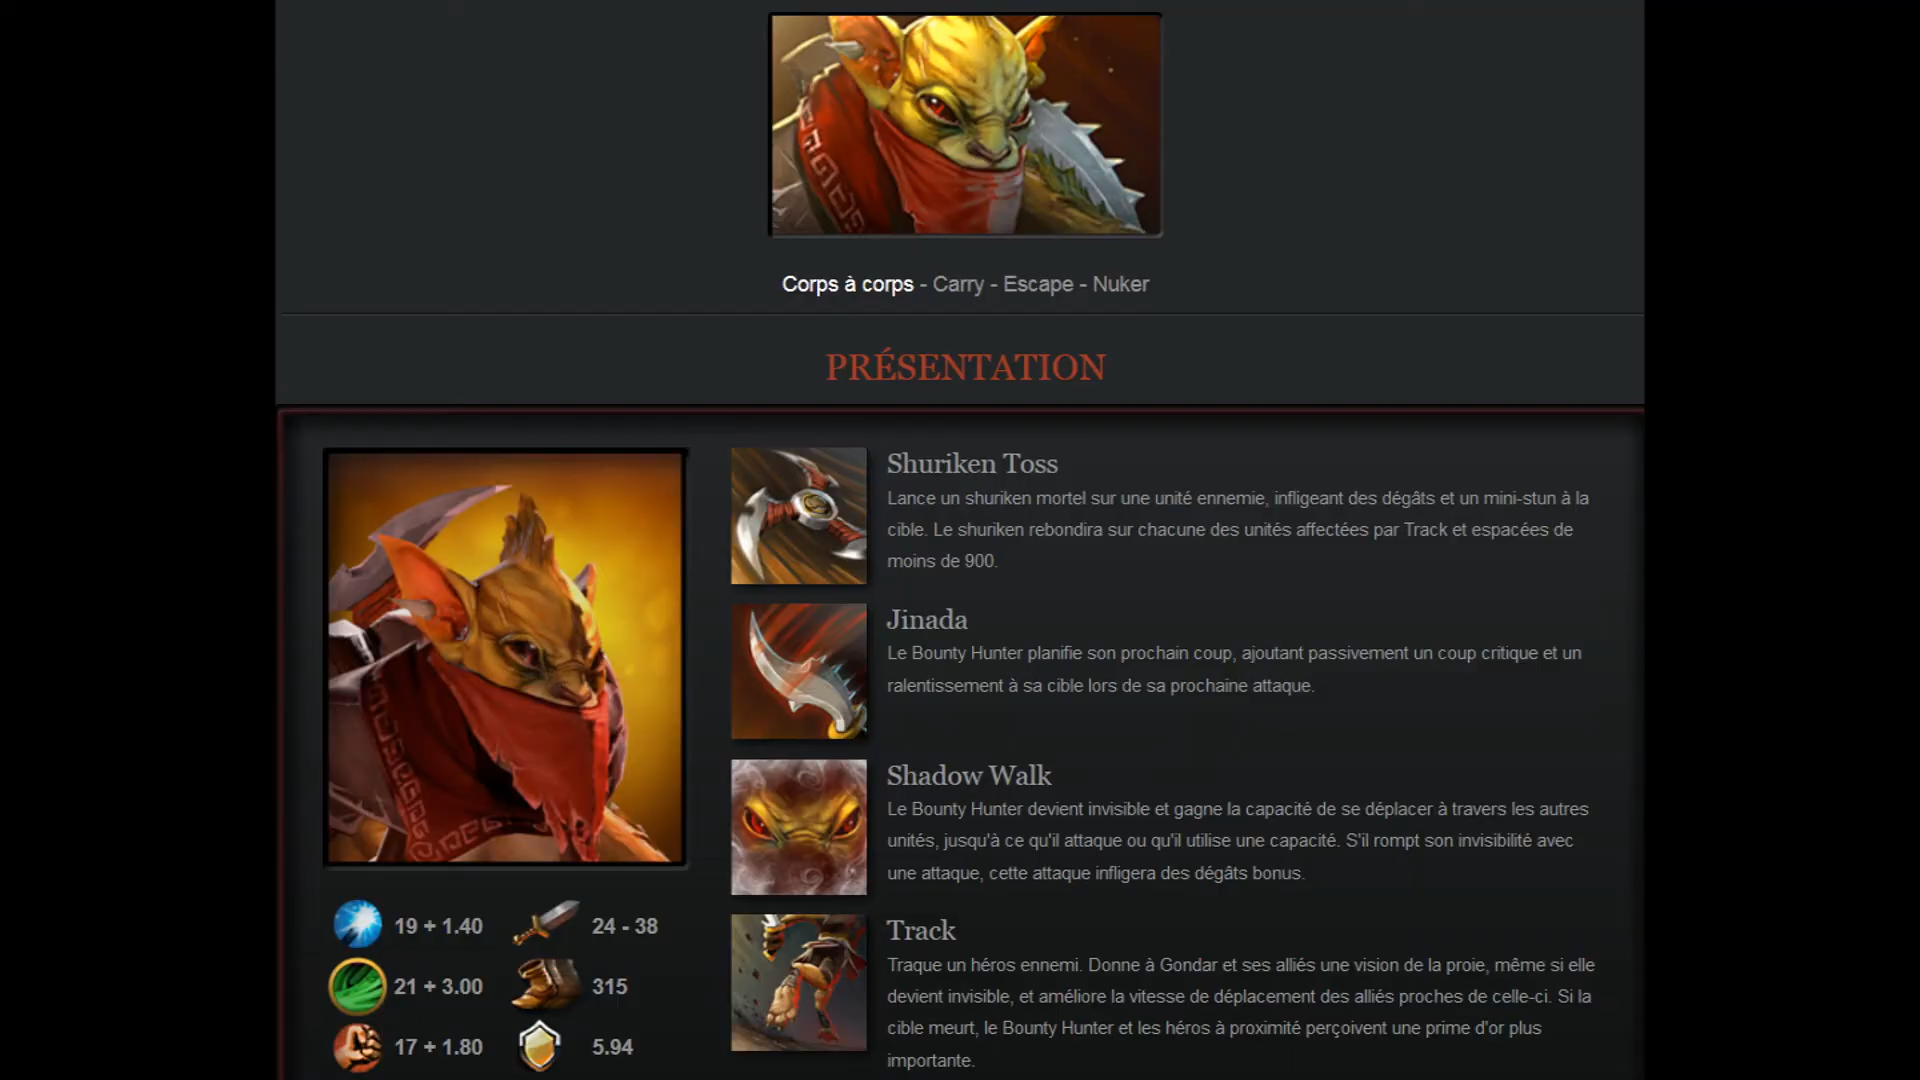 Corps à corps - Carry - Escape - Nuker
PRÉSENTATION
Shuriken Toss
Lance un shuriken mortel sur une unité ennemie, infligeant des dégâts et un mini-stun à la
cible. Le shuriken rebondira sur chacune des unités affectées par Track et espacées de
moins de 900.
Jinada
Le Bounty Hunter planifie son prochain coup, ajoutant passivement un coup critique et un
ralentissement à sa cible lors de sa prochaine attaque.
Shadow Walk
Le Bounty Hunter devient invisible et gagne la capacité de se déplacer à travers les autres
unités, jusqu'à ce qu'il attaque ou qu'il utilise une capacité. S'il rompt son invisibilité avec
une attaque, cette attaque infligera des dégâts bonus.
Track
Traque un héros ennemi. Donne à Gondar et ses alliés une vision de la proie, même si elle
devient invisible, et améliore la vitesse de déplacement des alliés proches de celle-ci. Si la
cible meurt, le Bounty Hunter et les héros à proximité perçoivent une prime d'or plus
importante.
19 + 1.40 24 - 38
21 + 3.00 315
17 + 1.80 5.94